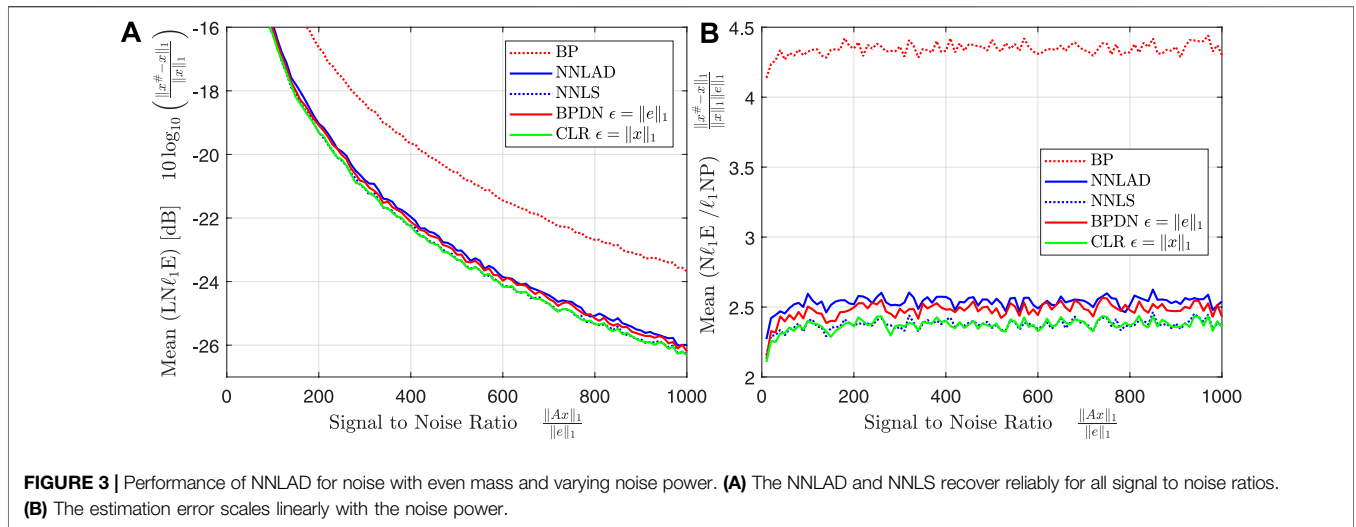 A
-16
-18
-20
-22
-24
-26
Mean (LNℓ₁E) [dB] 10 log₁₀ (‖x^#−x‖₁ / ‖x‖₁)
BP
NNLAD
NNLS
BPDN ϵ = ‖e‖₁
CLR ϵ = ‖x‖₁
0 200 400 600 800 1000
Signal to Noise Ratio ‖Ax‖₁ / ‖e‖₁
B
4.5
4
3.5
3
2.5
2
Mean (Nℓ₁E /ℓ₁NP) ‖x^#−x‖₁ / ‖x‖₁‖e‖₁
BP
NNLAD
NNLS
BPDN ϵ = ‖e‖₁
CLR ϵ = ‖x‖₁
0 200 400 600 800 1000
Signal to Noise Ratio ‖Ax‖₁ / ‖e‖₁
FIGURE 3 | Performance of NNLAD for noise with even mass and varying noise power. (A) The NNLAD and NNLS recover reliably for all signal to noise ratios.
(B) The estimation error scales linearly with the noise power.